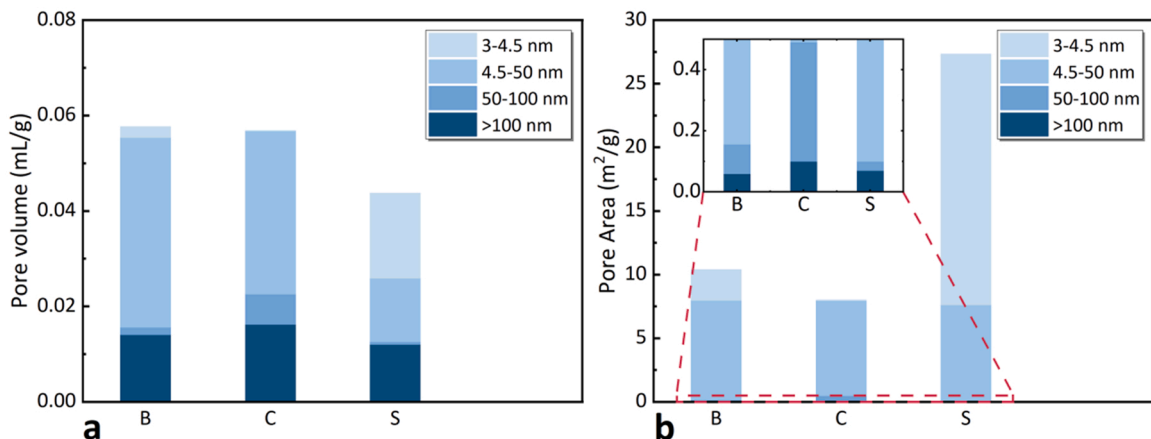 Pore volume (mL/g)
0.08
0.06
0.04
0.02
0.00
3-4.5 nm
4.5-50 nm
50-100 nm
>100 nm
B C S
a
Pore Area (m²/g)
30
25
20
15
10
5
0
0.4
0.2
0.0
B C S
3-4.5 nm
4.5-50 nm
50-100 nm
>100 nm
B C S
b